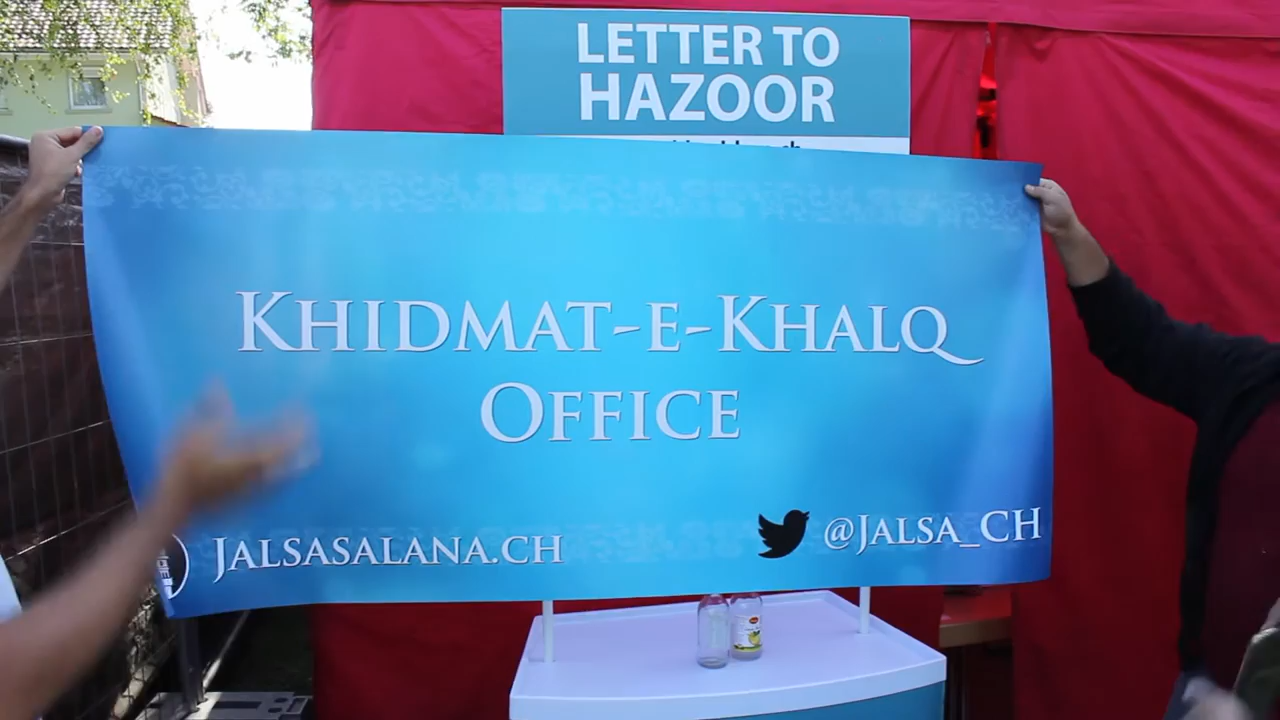 LETTER TO
HAZOOR
KHIDMAT-E-KHALQ
OFFICE
JALSASALANA.CH
@JALSA_CH